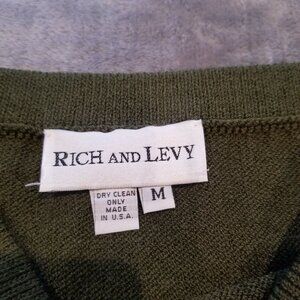 RICH AND LEVY
DRY CLEAN
ONLY
MADE
IN U.S.A.
M